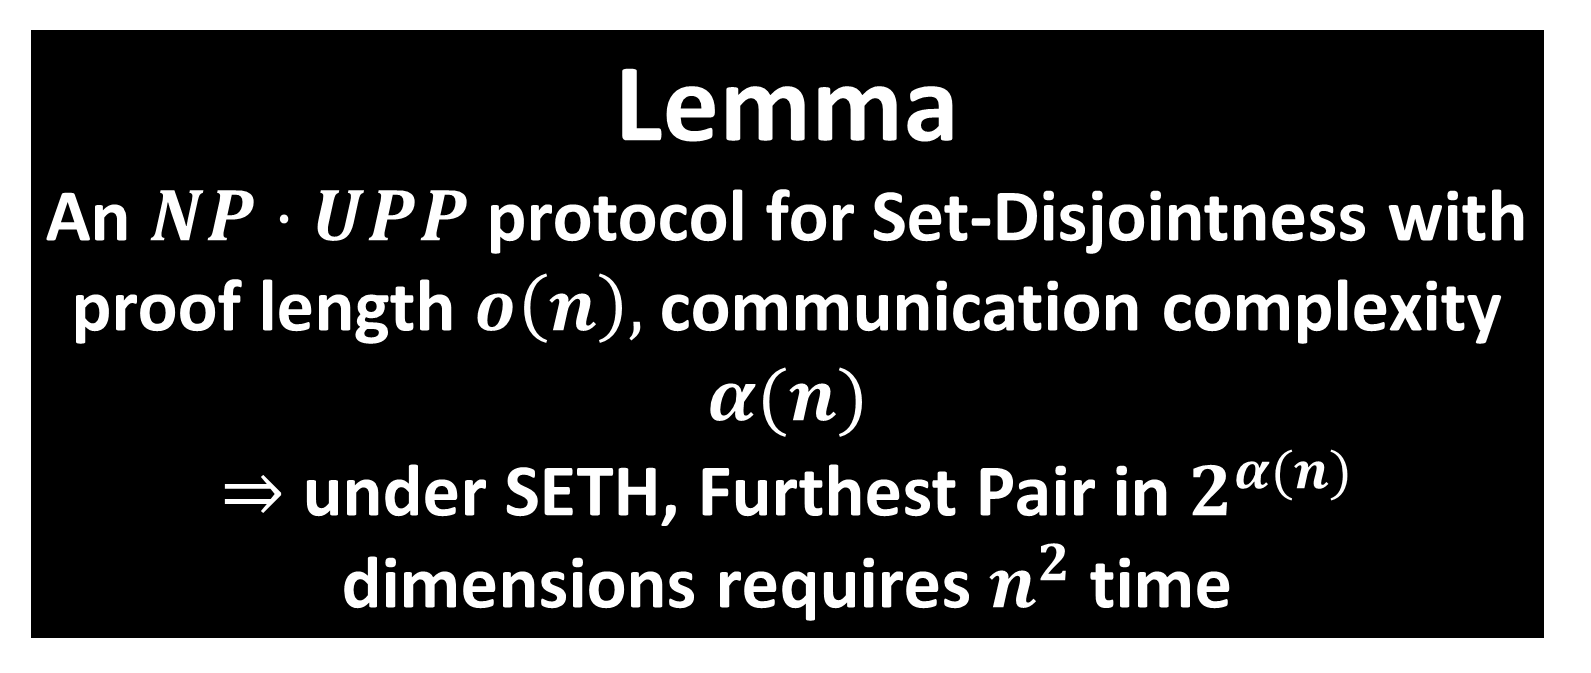 Lemma
An 𝑵𝑷 · 𝑼𝑷𝑷 protocol for Set-Disjointness with
proof length 𝒐(𝒏), communication complexity
𝜶(𝒏)
⇒ under SETH, Furthest Pair in 𝟐^𝜶(𝒏)
dimensions requires 𝒏^𝟐 time